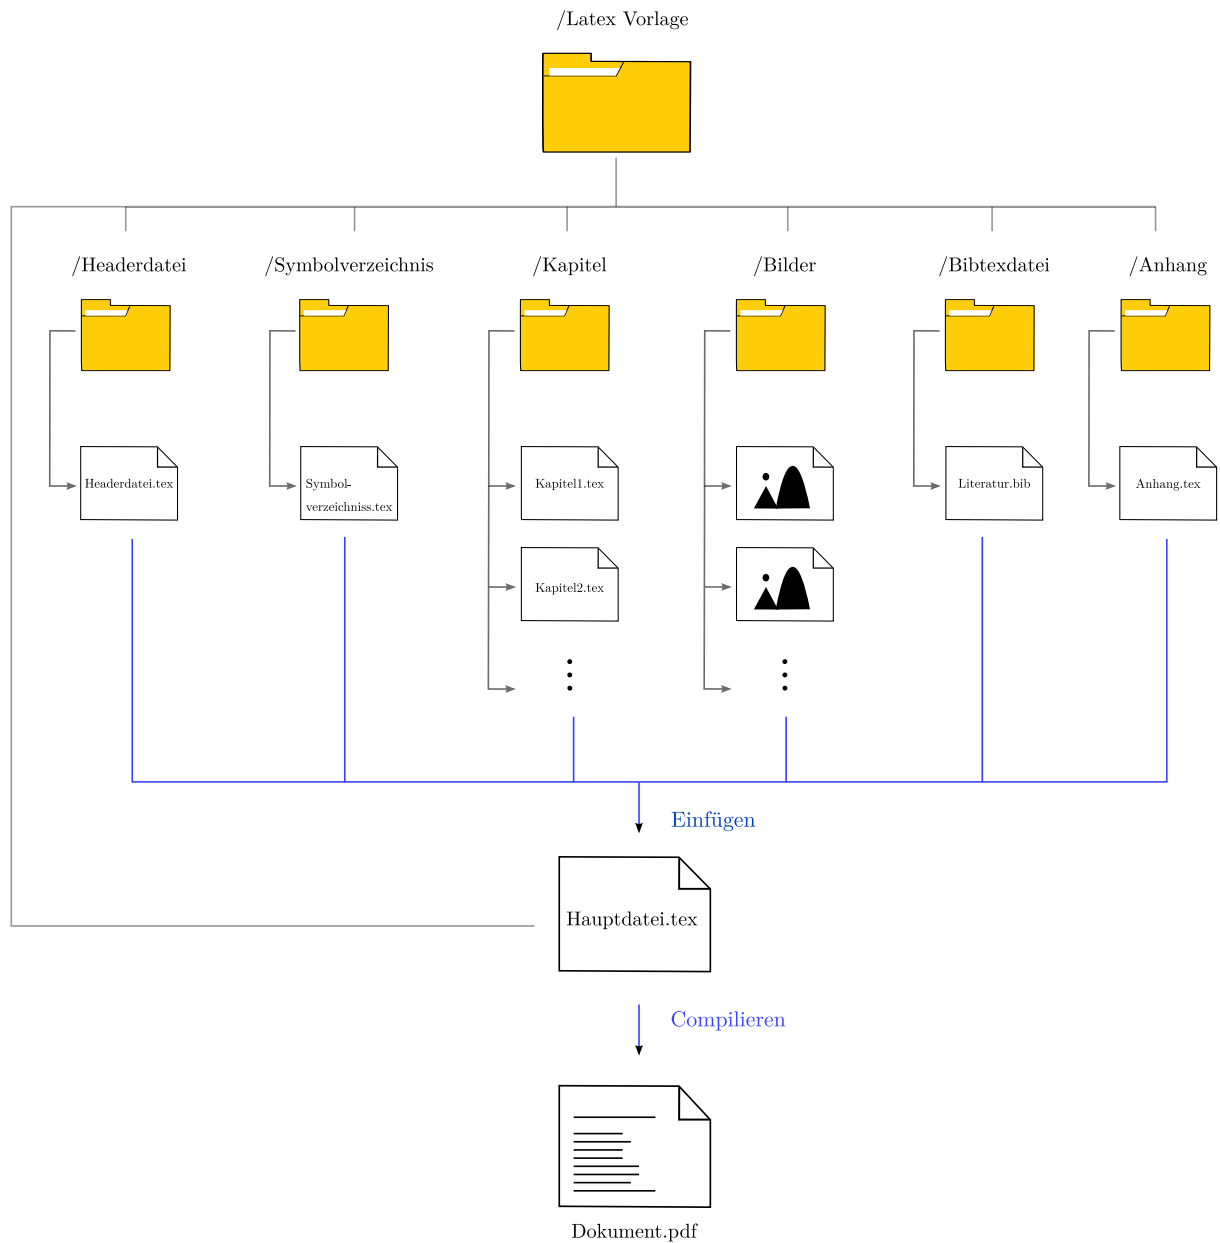 /Latex Vorlage
/Headerdatei
/Symbolverzeichnis
/Kapitel
/Bilder
/Bibtexdatei
/Anhang
Headerdatei.tex
Symbol-
verzeichniss.tex
Kapitel1.tex
Literatur.bib
Anhang.tex
Kapitel2.tex
Einfügen
Hauptdatei.tex
Compilieren
Dokument.pdf